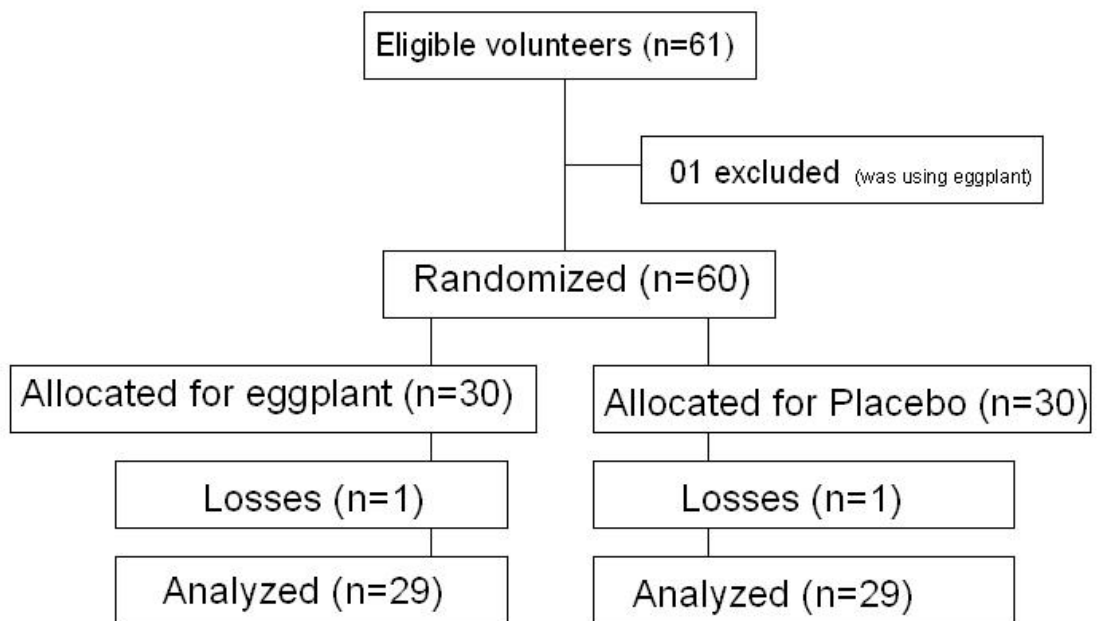 Eligible volunteers (n=61)
01 excluded (was using eggplant)
Randomized (n=60)
Allocated for eggplant (n=30)
Allocated for Placebo (n=30)
Losses (n=1)
Losses (n=1)
Analyzed (n=29)
Analyzed (n=29)